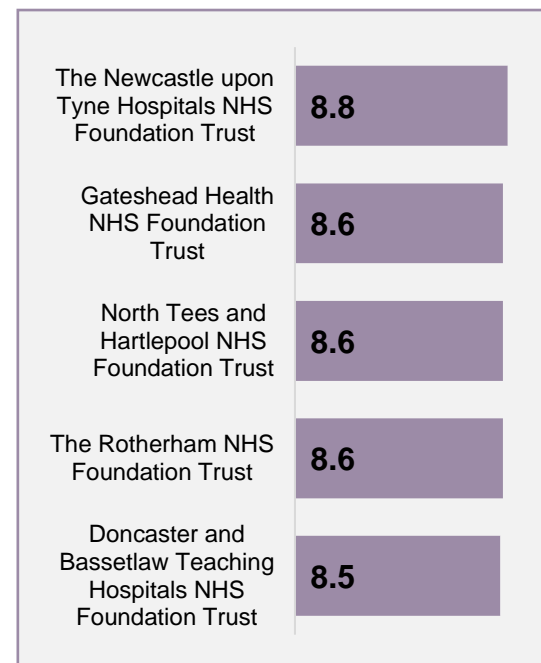 The Newcastle upon
Tyne Hospitals NHS
Foundation Trust
8.8
Gateshead Health
NHS Foundation
Trust
8.6
North Tees and
Hartlepool NHS
Foundation Trust
8.6
The Rotherham NHS
Foundation Trust
8.6
Doncaster and
Bassetlaw Teaching
Hospitals NHS
Foundation Trust
8.5